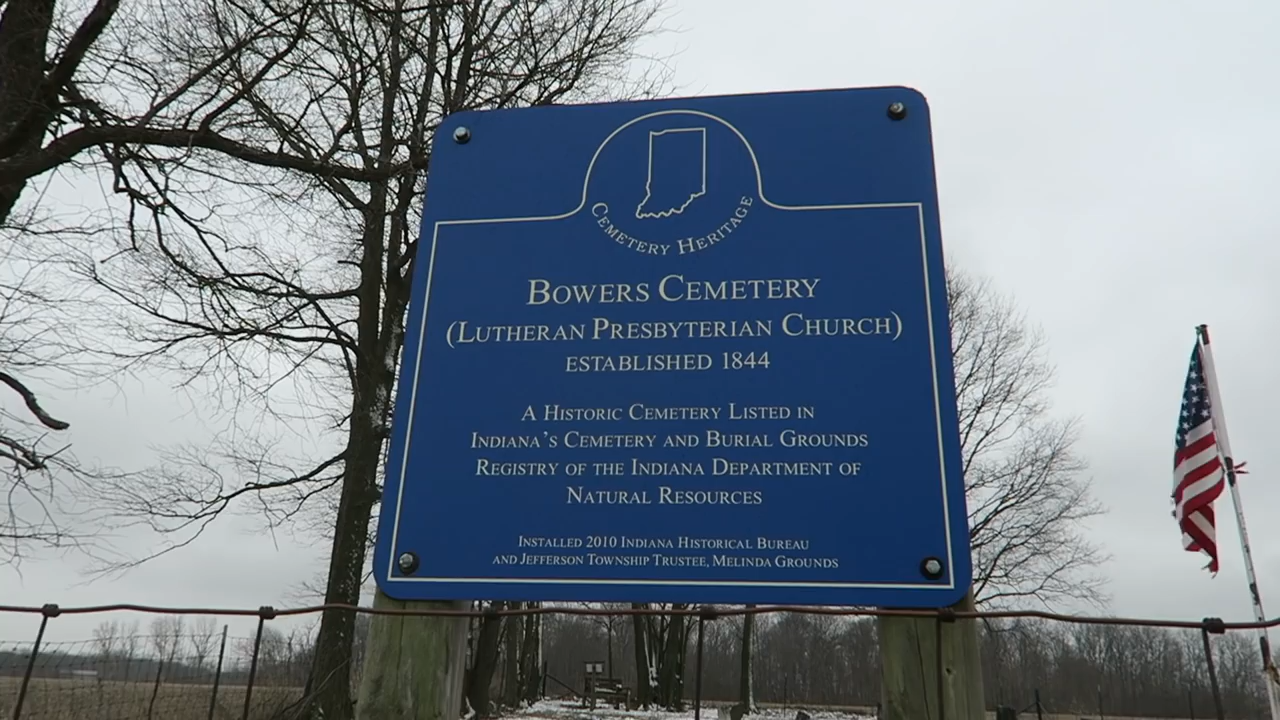 Cemetery Heritage
Bowers Cemetery
(Lutheran Presbyterian Church)
established 1844
A Historic Cemetery Listed in
Indiana's Cemetery and Burial Grounds
Registry of the Indiana Department of
Natural Resources
Installed 2010 Indiana Historical Bureau
and Jefferson Township Trustee, Melinda Grounds